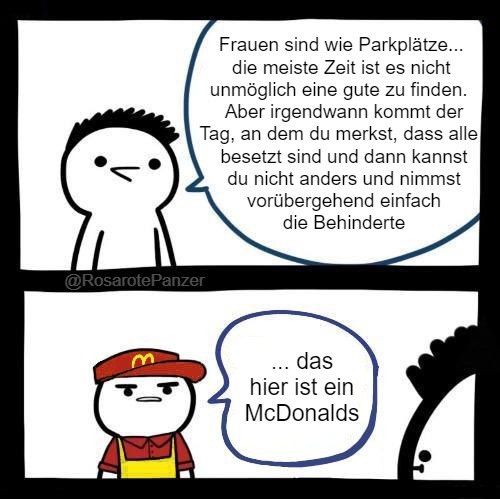 Frauen sind wie Parkplätze...
die meiste Zeit ist es nicht
unmöglich eine gute zu finden.
Aber irgendwann kommt der
Tag, an dem du merkst, dass alle
besetzt sind und dann kannst
du nicht anders und nimmst
vorübergehend einfach
die Behinderte
@RosarotePanzer
... das
hier ist ein
McDonalds